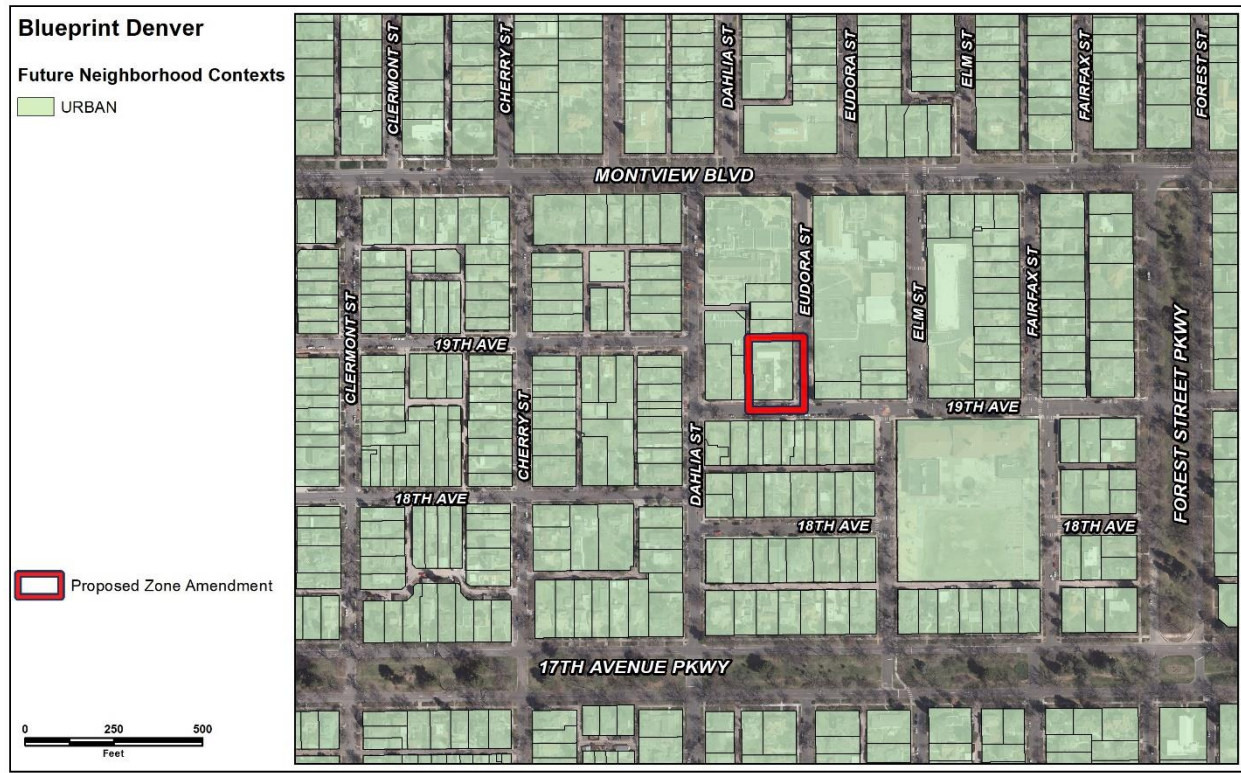 Blueprint Denver
Future Neighborhood Contexts
URBAN
Proposed Zone Amendment
0 250 500
Feet
CLERMONT ST
CHERRY ST
DAHLIA ST
EUDORA ST
ELM ST
FAIRFAX ST
FOREST ST
MONTVIEW BLVD
EUDORA ST
ELM ST
FAIRFAX ST
CLERMONT ST
19TH AVE
FOREST STREET PKWY
CHERRY ST
DAHLIA ST
19TH AVE
18TH AVE
18TH AVE
18TH AVE
17TH AVENUE PKWY